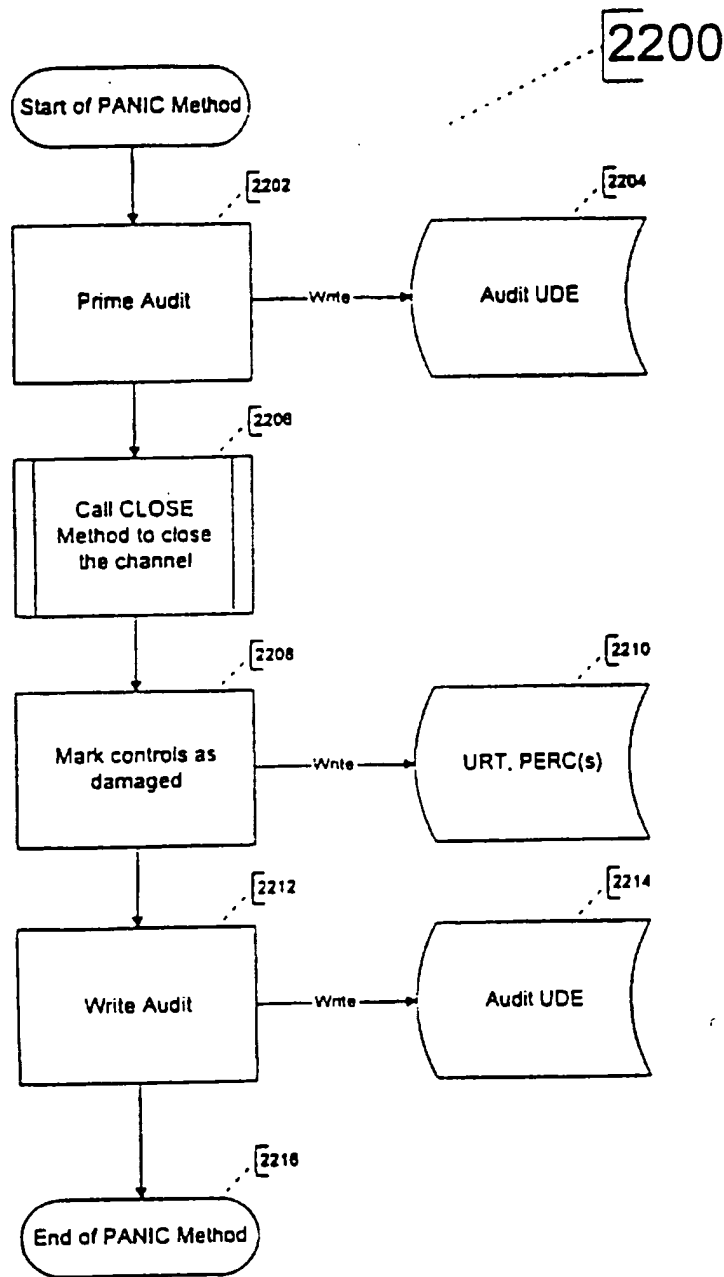 2200
Start of PANIC Method
2202
2204
Prime Audit
Write
Audit UDE
2206
Call CLOSE
Method to close
the channel
2208
2210
Mark controls as
damaged
Write
URT, PERC(s)
2212
2214
Write Audit
Write
Audit UDE
2216
End of PANIC Method